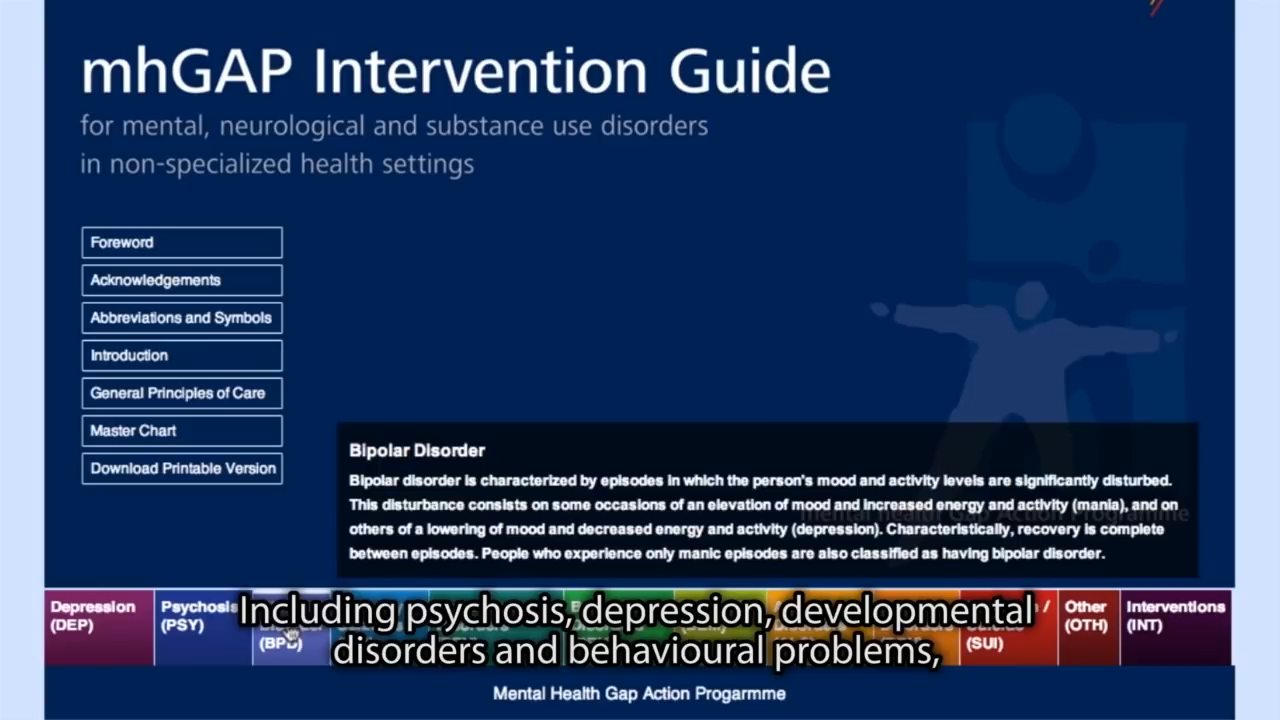 mhGAP Intervention Guide
for mental, neurological and substance use disorders
in non-specialized health settings
Foreword
Acknowledgements
Abbreviations and Symbols
Introduction
General Principles of Care
Master Chart
Download Printable Version
Bipolar Disorder
Bipolar disorder is characterized by episodes in which the person's mood and activity levels are significantly disturbed.
This disturbance consists on some occasions of an elevation of mood and increased energy and activity (mania), and on
others of a lowering of mood and decreased energy and activity (depression). Characteristically, recovery is complete
between episodes. People who experience only manic episodes are also classified as having bipolar disorder.
mental Health Gap Action Programme
Depression
(DEP)
Psychosis
(PSY)
(BPD)
(SUI)
Other
(OTH)
Interventions
(INT)
Including psychosis, depression, developmental
disorders and behavioural problems,
Mental Health Gap Action Progarmme